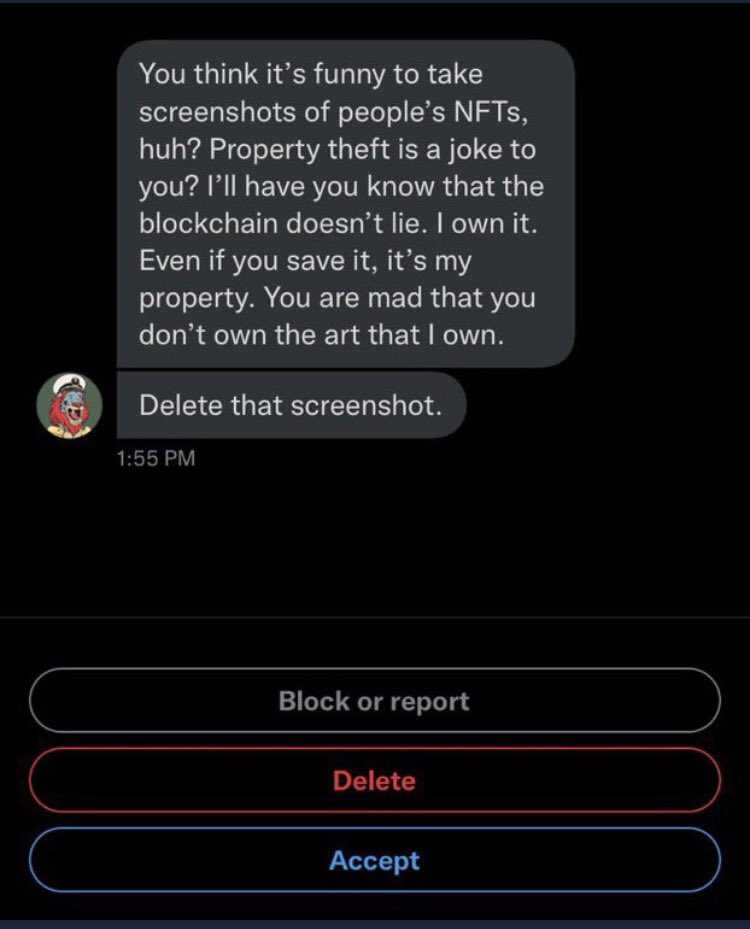 You think it’s funny to take
screenshots of people’s NFTs,
huh? Property theft is a joke to
you? I’ll have you know that the
blockchain doesn’t lie. I own it.
Even if you save it, it’s my
property. You are mad that you
don’t own the art that I own.
Delete that screenshot.
1:55 PM
Block or report
Delete
Accept